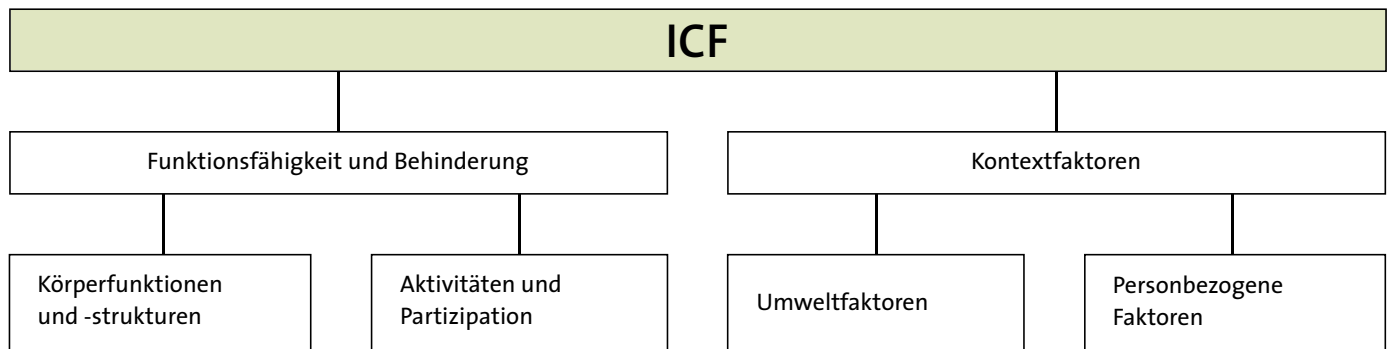 ICF
Funktionsfähigkeit und Behinderung
Kontextfaktoren
Körperfunktionen
und -strukturen
Aktivitäten und
Partizipation
Umweltfaktoren
Personbezogene
Faktoren